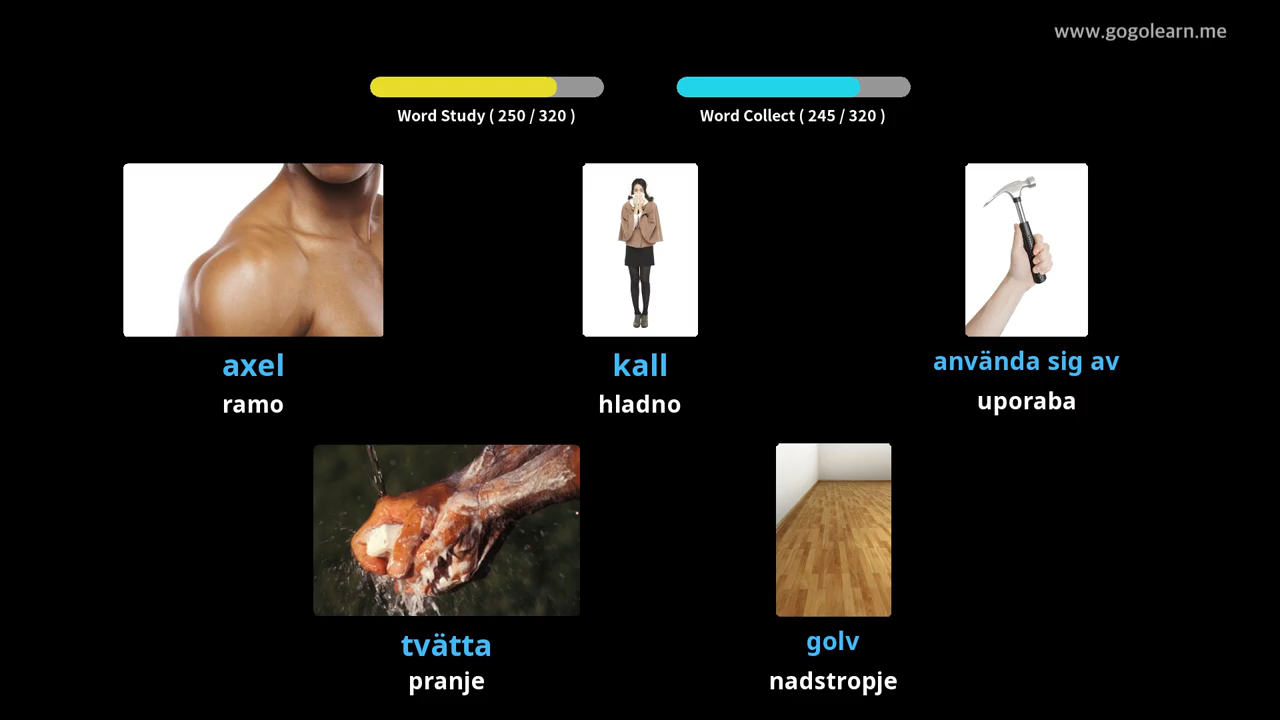 www.gogolearn.me
Word Study ( 250 / 320 )
Word Collect ( 245 / 320 )
axel
ramo
kall
hladno
använda sig av
uporaba
tvätta
pranje
golv
nadstropje